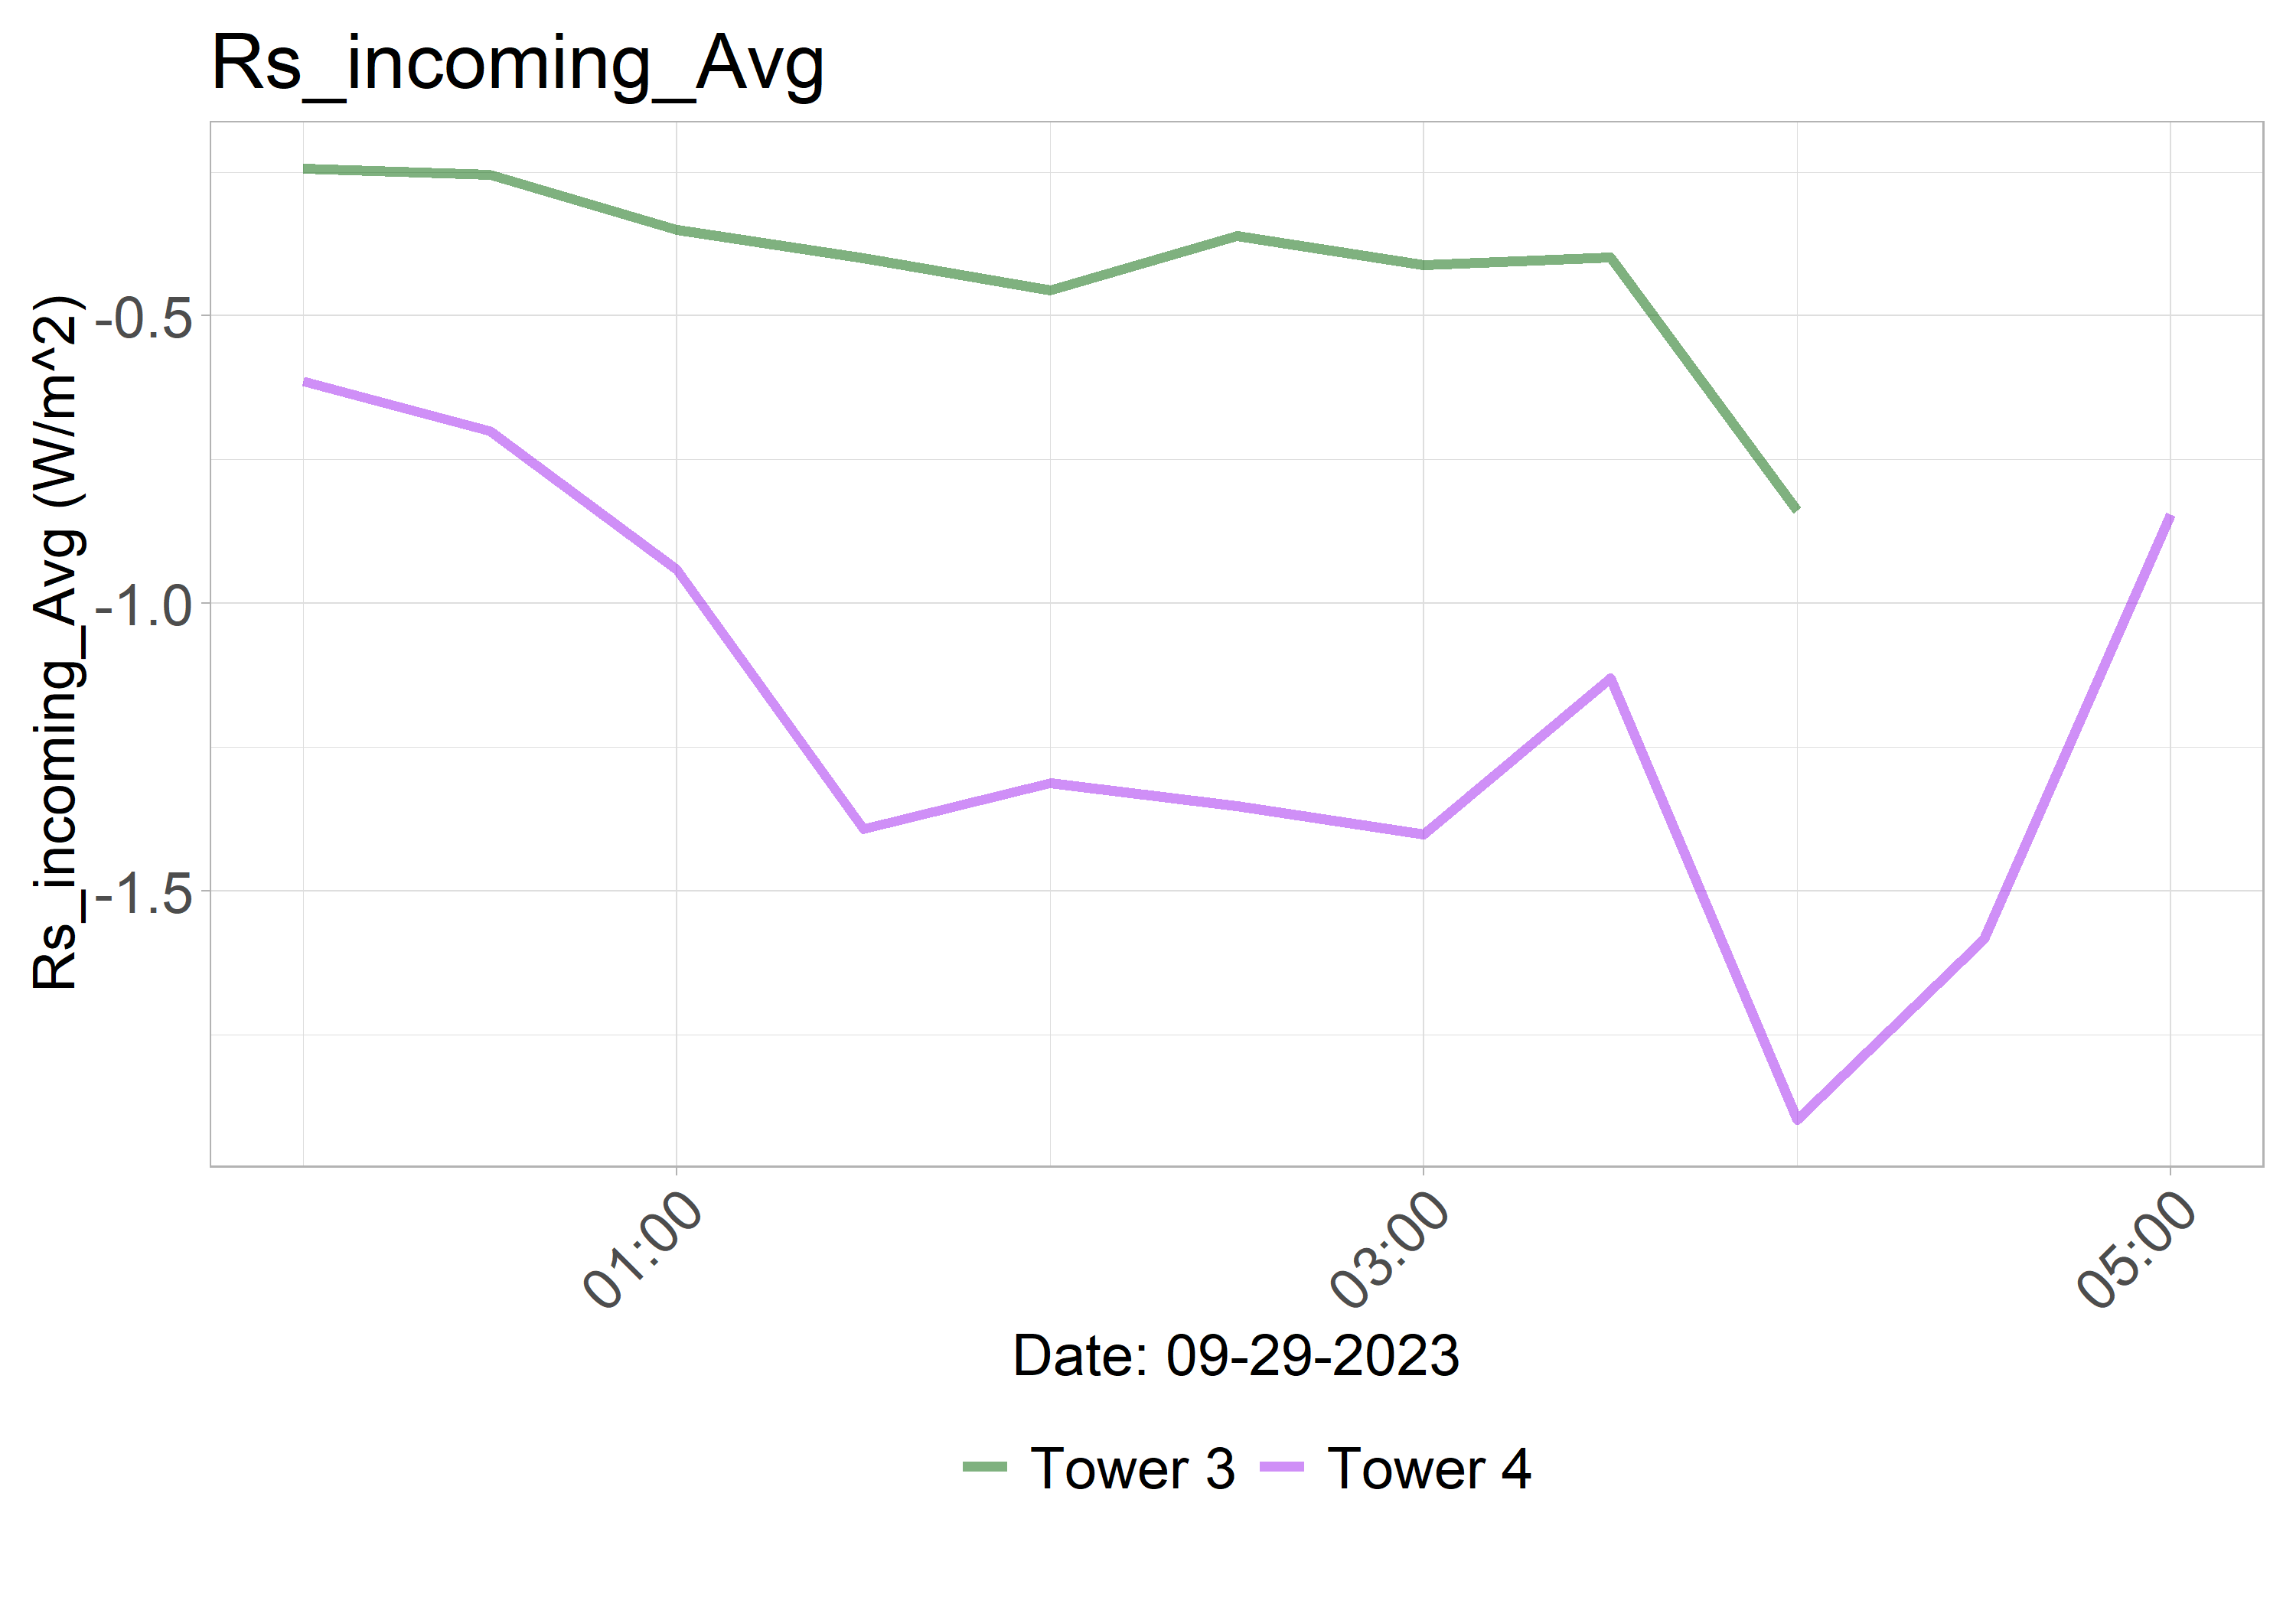 Rs_incoming_Avg
Rs_incoming_Avg (W/m^2)
-0.5
-1.0
-1.5
01:00
03:00
05:00
Date: 09-29-2023
Tower 3
Tower 4